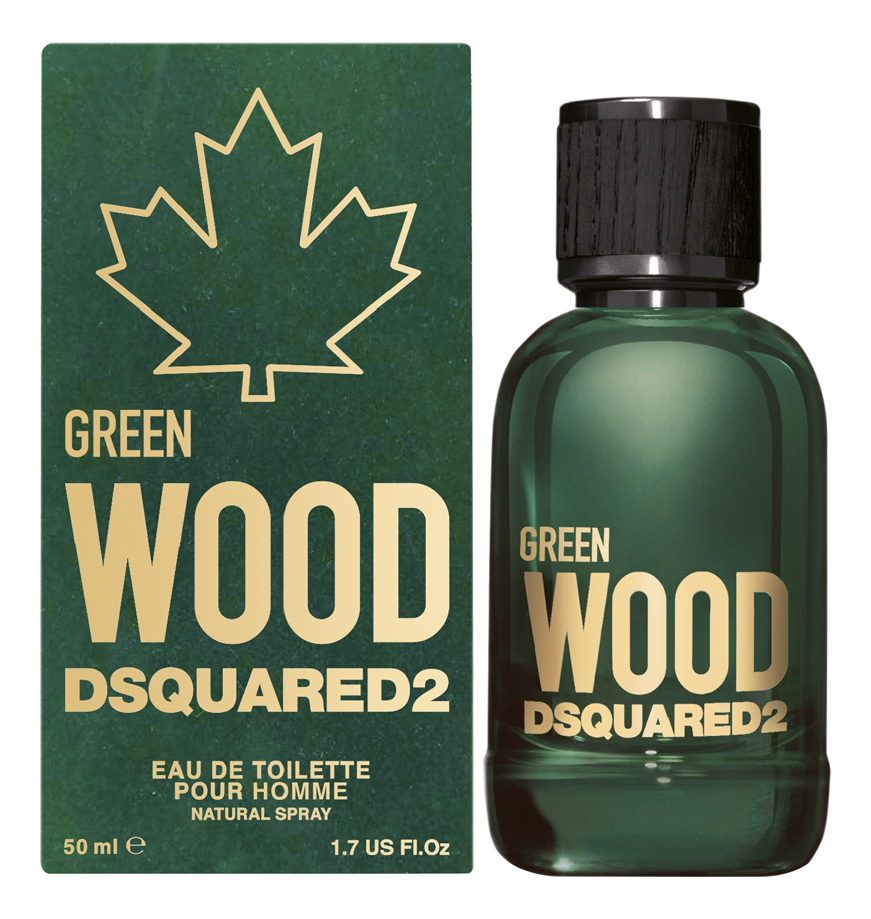 GREEN
WOOD
DSQUARED2
EAU DE TOILETTE
POUR HOMME
NATURAL SPRAY
50 ml ℮
1.7 US Fl.Oz
GREEN
WOOD
DSQUARED2